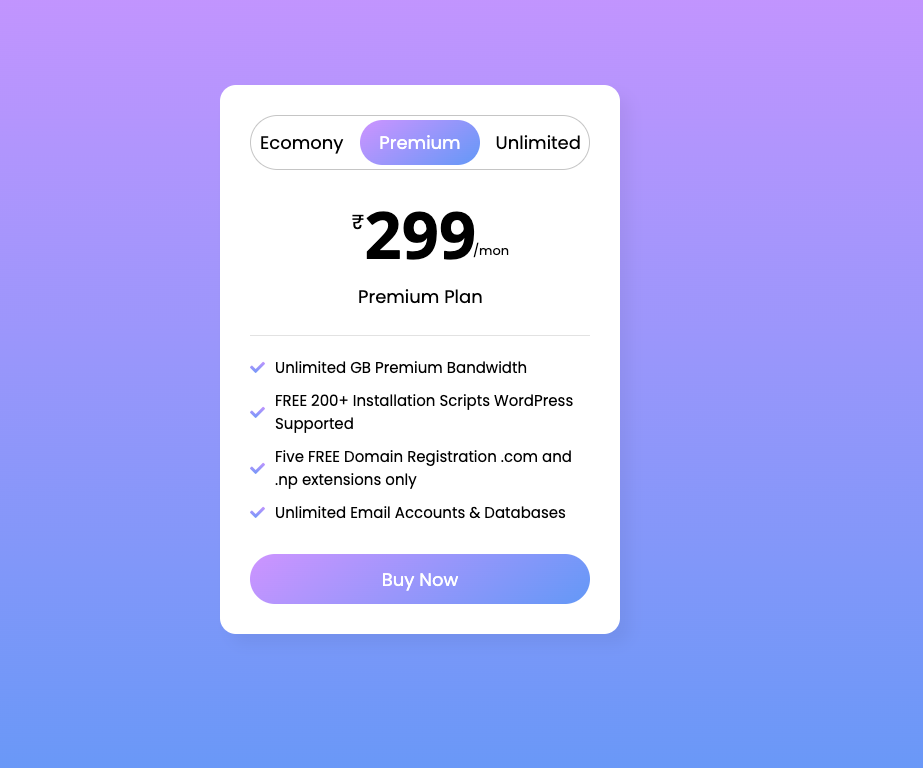 Ecomony Premium Unlimited
₹299/mon
Premium Plan
Unlimited GB Premium Bandwidth
FREE 200+ Installation Scripts WordPress
Supported
Five FREE Domain Registration .com and
.np extensions only
Unlimited Email Accounts & Databases
Buy Now